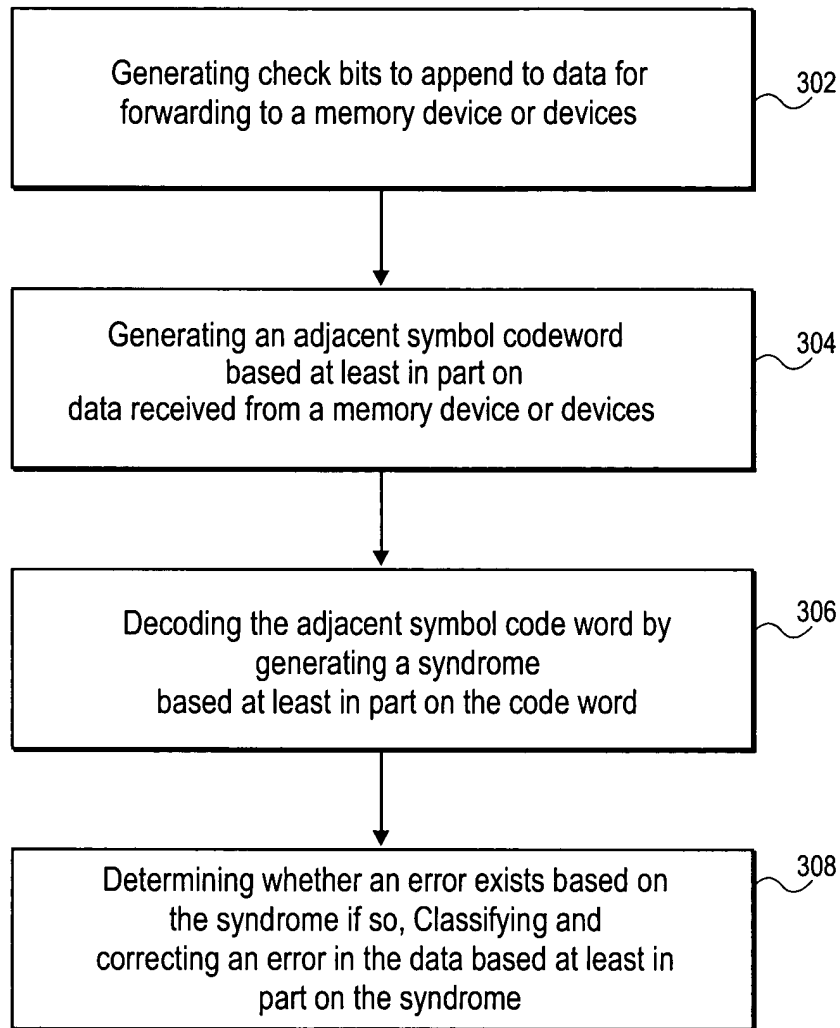 Generating check bits to append to data for
forwarding to a memory device or devices
302
Generating an adjacent symbol codeword
based at least in part on
data received from a memory device or devices
304
Decoding the adjacent symbol code word by
generating a syndrome
based at least in part on the code word
306
Determining whether an error exists based on
the syndrome if so, Classifying and
correcting an error in the data based at least in
part on the syndrome
308